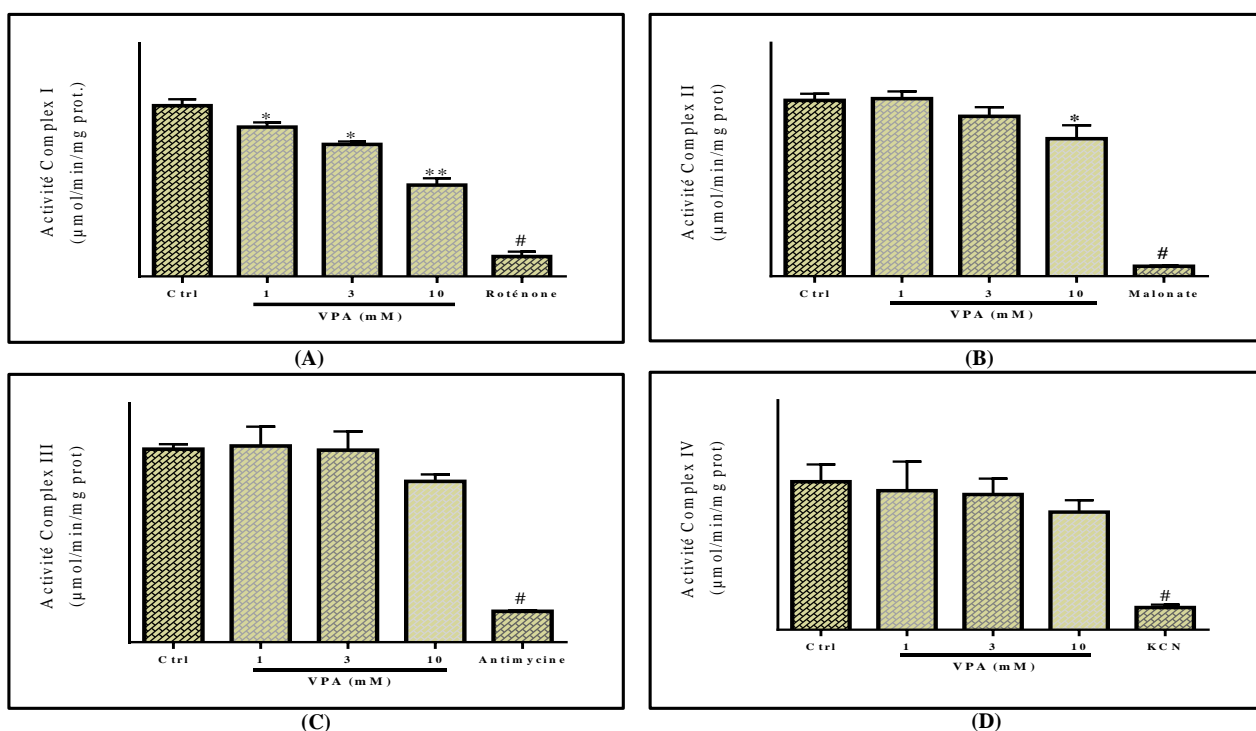 Activité Complex I
(µmol/min/mg prot.)
*
*
**
#
Ctrl 1 3 10 Roténone
VPA (mM)
(A)
Activité Complex II
(µmol/min/mg prot)
*
#
Ctrl 1 3 10 Malonate
VPA (mM)
(B)
Activité Complex III
(µmol/min/mg prot)
#
Ctrl 1 3 10 Antimycine
VPA (mM)
(C)
Activité Complex IV
(µmol/min/mg prot)
#
Ctrl 1 3 10 KCN
VPA (mM)
(D)